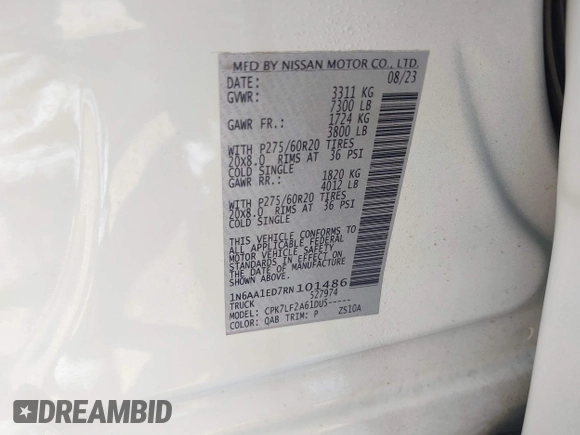 MFD BY NISSAN MOTOR CO., LTD.
DATE: 08/23
GVWR: 3311 KG
7300 LB
GAWR FR.: 1724 KG
3800 LB
WITH P275/60R20 TIRES
20X8.0 RIMS AT 36 PSI
COLD SINGLE
GAWR RR.: 1820 KG
4012 LB
WITH P275/60R20 TIRES
20X8.0 RIMS AT 36 PSI
COLD SINGLE
THIS VEHICLE CONFORMS TO
ALL APPLICABLE FEDERAL
MOTOR VEHICLE SAFETY
STANDARDS IN EFFECT ON
THE DATE OF MANUFACTURE
SHOWN ABOVE.
1N6AA1ED7RN101486
TRUCK 527974
MODEL: CPK7LF2A61DU5-----
COLOR: QAB TRIM: P ZS10A
DREAMBID